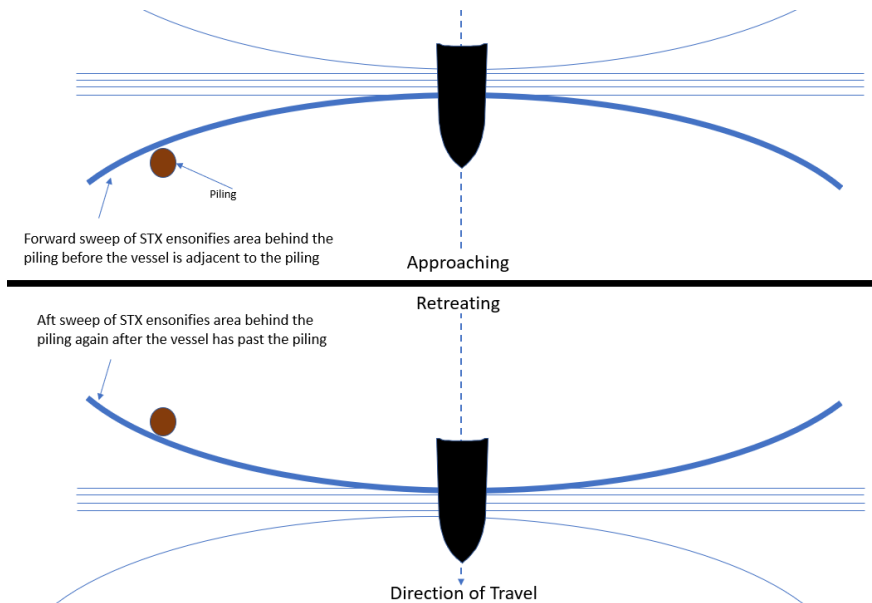 Piling
Forward sweep of STX ensonifies area behind the
piling before the vessel is adjacent to the piling
Approaching
Retreating
Aft sweep of STX ensonifies area behind the
piling again after the vessel has past the piling
Direction of Travel